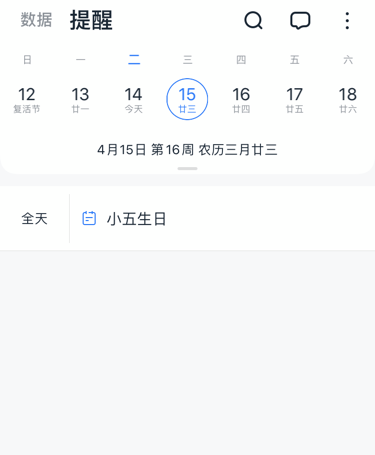 数据 提醒
日 一 二 三 四 五 六
12 13 14 15 16 17 18
复活节 廿一 今天 廿三 廿四 廿五 廿六
4月15日 第16周 农历三月廿三
全天 小五生日